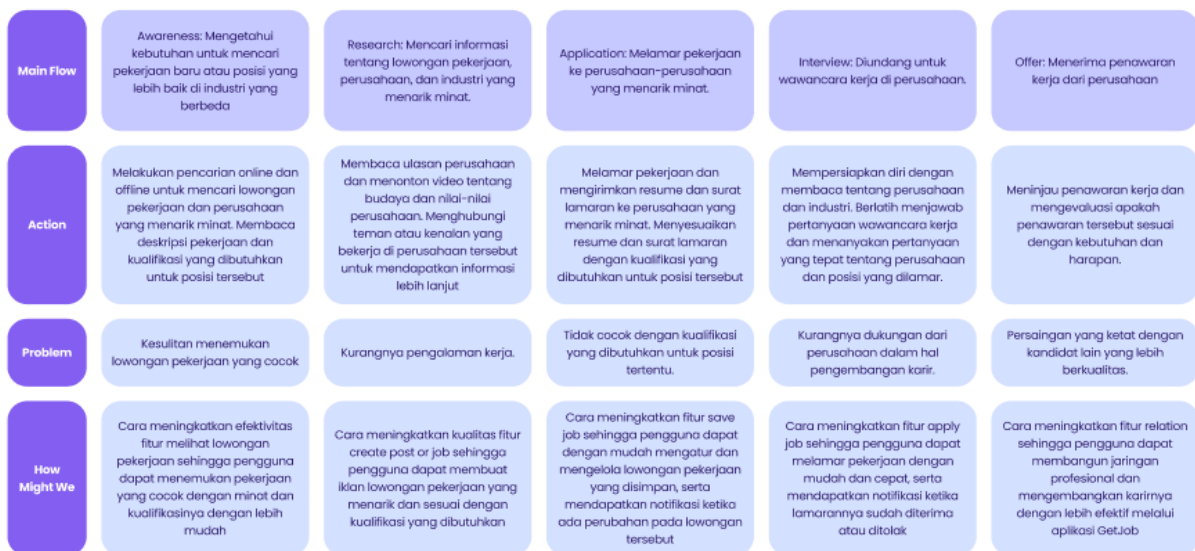 Main Flow
Awareness: Mengetahui
kebutuhan untuk mencari
pekerjaan baru atau posisi yang
lebih baik di industri yang
berbeda
Research: Mencari informasi
tentang lowongan pekerjaan,
perusahaan, dan industri yang
menarik minat.
Application: Melamar pekerjaan
ke perusahaan-perusahaan
yang menarik minat.
Interview: Diundang untuk
wawancara kerja di perusahaan.
Offer: Menerima penawaran
kerja dari perusahaan
Action
Melakukan pencarian online dan
offline untuk mencari lowongan
pekerjaan dan perusahaan
yang menarik minat. Membaca
deskripsi pekerjaan dan
kualifikasi yang dibutuhkan
untuk posisi tersebut
Membaca ulasan perusahaan
dan menonton video tentang
budaya dan nilai-nilai
perusahaan. Menghubungi
teman atau kenalan yang
bekerja di perusahaan tersebut
untuk mendapatkan informasi
lebih lanjut
Melamar pekerjaan dan
mengirimkan resume dan surat
lamaran ke perusahaan yang
menarik minat. Menyesuaikan
resume dan surat lamaran
dengan kualifikasi yang
dibutuhkan untuk posisi tersebut
Mempersiapkan diri dengan
membaca tentang perusahaan
dan industri. Berlatih menjawab
pertanyaan wawancara kerja
dan menanyakan pertanyaan
yang tepat tentang perusahaan
dan posisi yang dilamar.
Meninjau penawaran kerja dan
mengevaluasi apakah
penawaran tersebut sesuai
dengan kebutuhan dan
harapan.
Problem
Kesulitan menemukan
lowongan pekerjaan yang cocok
Kurangnya pengalaman kerja.
Tidak cocok dengan kualifikasi
yang dibutuhkan untuk posisi
tertentu.
Kurangnya dukungan dari
perusahaan dalam hal
pengembangan karir.
Persaingan yang ketat dengan
kandidat lain yang lebih
berkualitas.
How
Might We
Cara meningkatkan efektivitas
fitur melihat lowongan
pekerjaan sehingga pengguna
dapat menemukan pekerjaan
yang cocok dengan minat dan
kualifikasinya dengan lebih
mudah
Cara meningkatkan kualitas fitur
create post or job sehingga
pengguna dapat membuat
iklan lowongan pekerjaan yang
menarik dan sesuai dengan
kualifikasi yang dibutuhkan
Cara meningkatkan fitur save
job sehingga pengguna dapat
dengan mudah mengatur dan
mengelola lowongan pekerjaan
yang disimpan, serta
mendapatkan notifikasi ketika
ada perubahan pada lowongan
tersebut
Cara meningkatkan fitur apply
job sehingga pengguna dapat
melamar pekerjaan dengan
mudah dan cepat, serta
mendapatkan notifikasi ketika
lamarannya sudah diterima
atau ditolak
Cara meningkatkan fitur relation
sehingga pengguna dapat
membangun jaringan
profesional dan
mengembangkan karirnya
dengan lebih efektif melalui
aplikasi GetJob